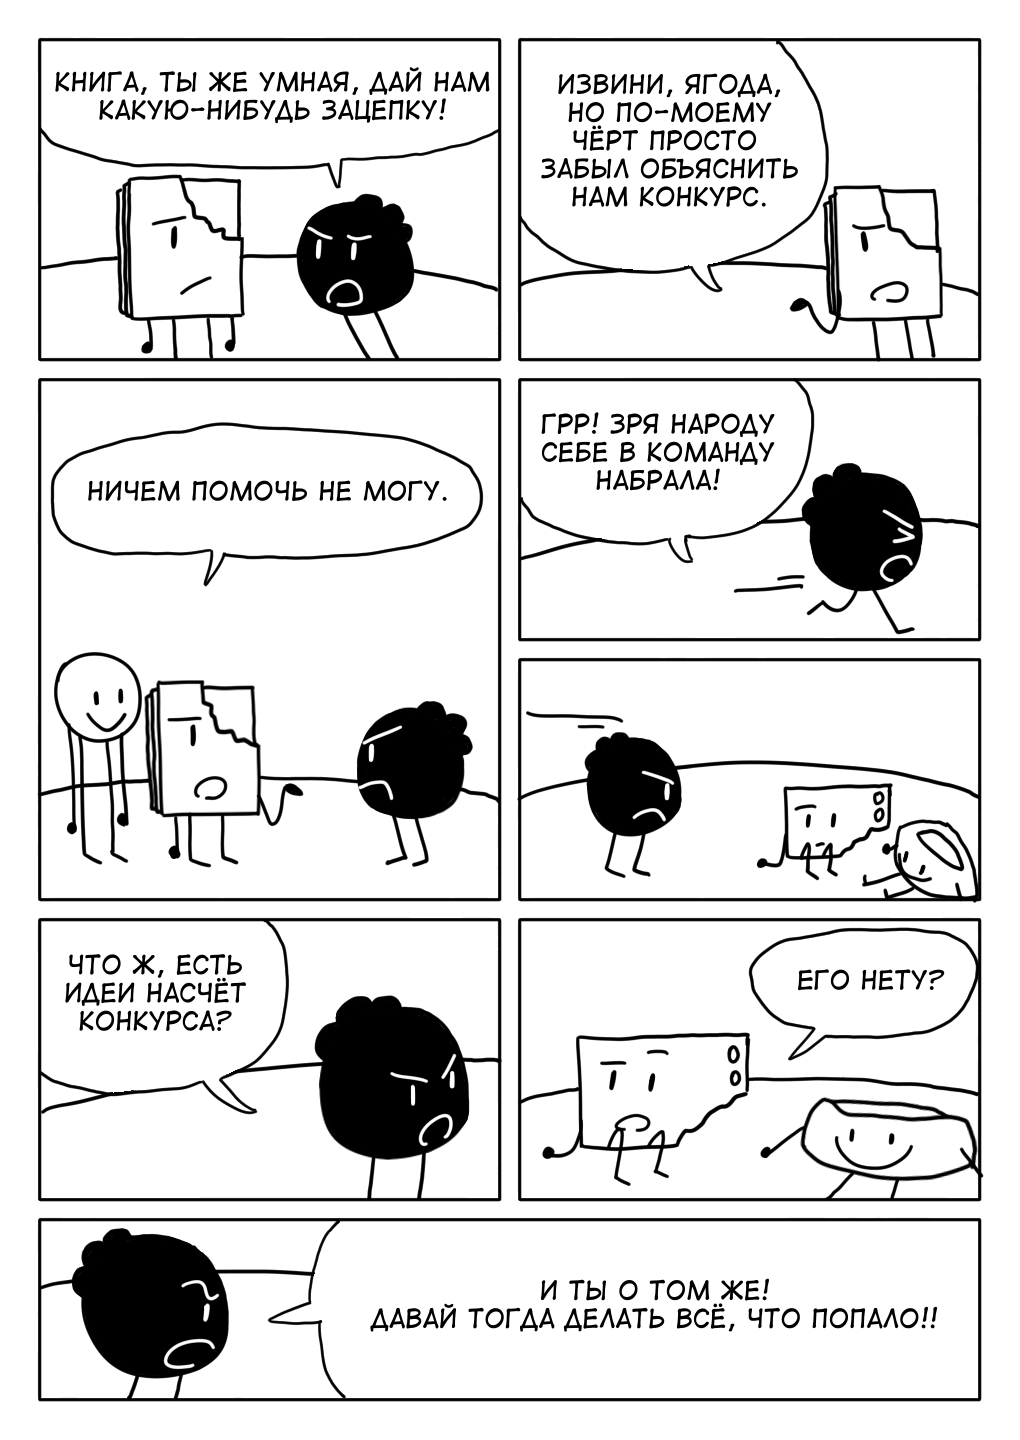 КНИГА, ТЫ ЖЕ УМНАЯ, ДАЙ НАМ
КАКУЮ-НИБУДЬ ЗАЦЕПКУ!
ИЗВИНИ, ЯГОДА,
НО ПО-МОЕМУ
ЧЁРТ ПРОСТО
ЗАБЫЛ ОБЪЯСНИТЬ
НАМ КОНКУРС.
НИЧЕМ ПОМОЧЬ НЕ МОГУ.
ГРР! ЗРЯ НАРОДУ
СЕБЕ В КОМАНДУ
НАБРАЛА!
ЧТО Ж, ЕСТЬ
ИДЕИ НАСЧЁТ
КОНКУРСА?
ЕГО НЕТУ?
И ТЫ О ТОМ ЖЕ!
ДАВАЙ ТОГДА ДЕЛАТЬ ВСЁ, ЧТО ПОПАЛО!!